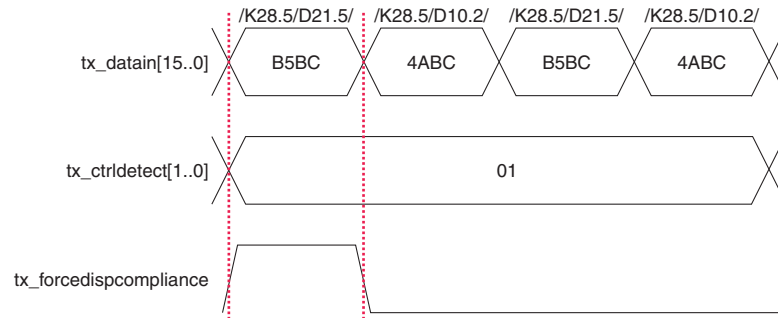 /K28.5/D21.5/ /K28.5/D10.2/ /K28.5/D21.5/ /K28.5/D10.2/
tx_datain[15..0] B5BC 4ABC B5BC 4ABC
tx_ctrldetect[1..0] 01
tx_forcedispcompliance